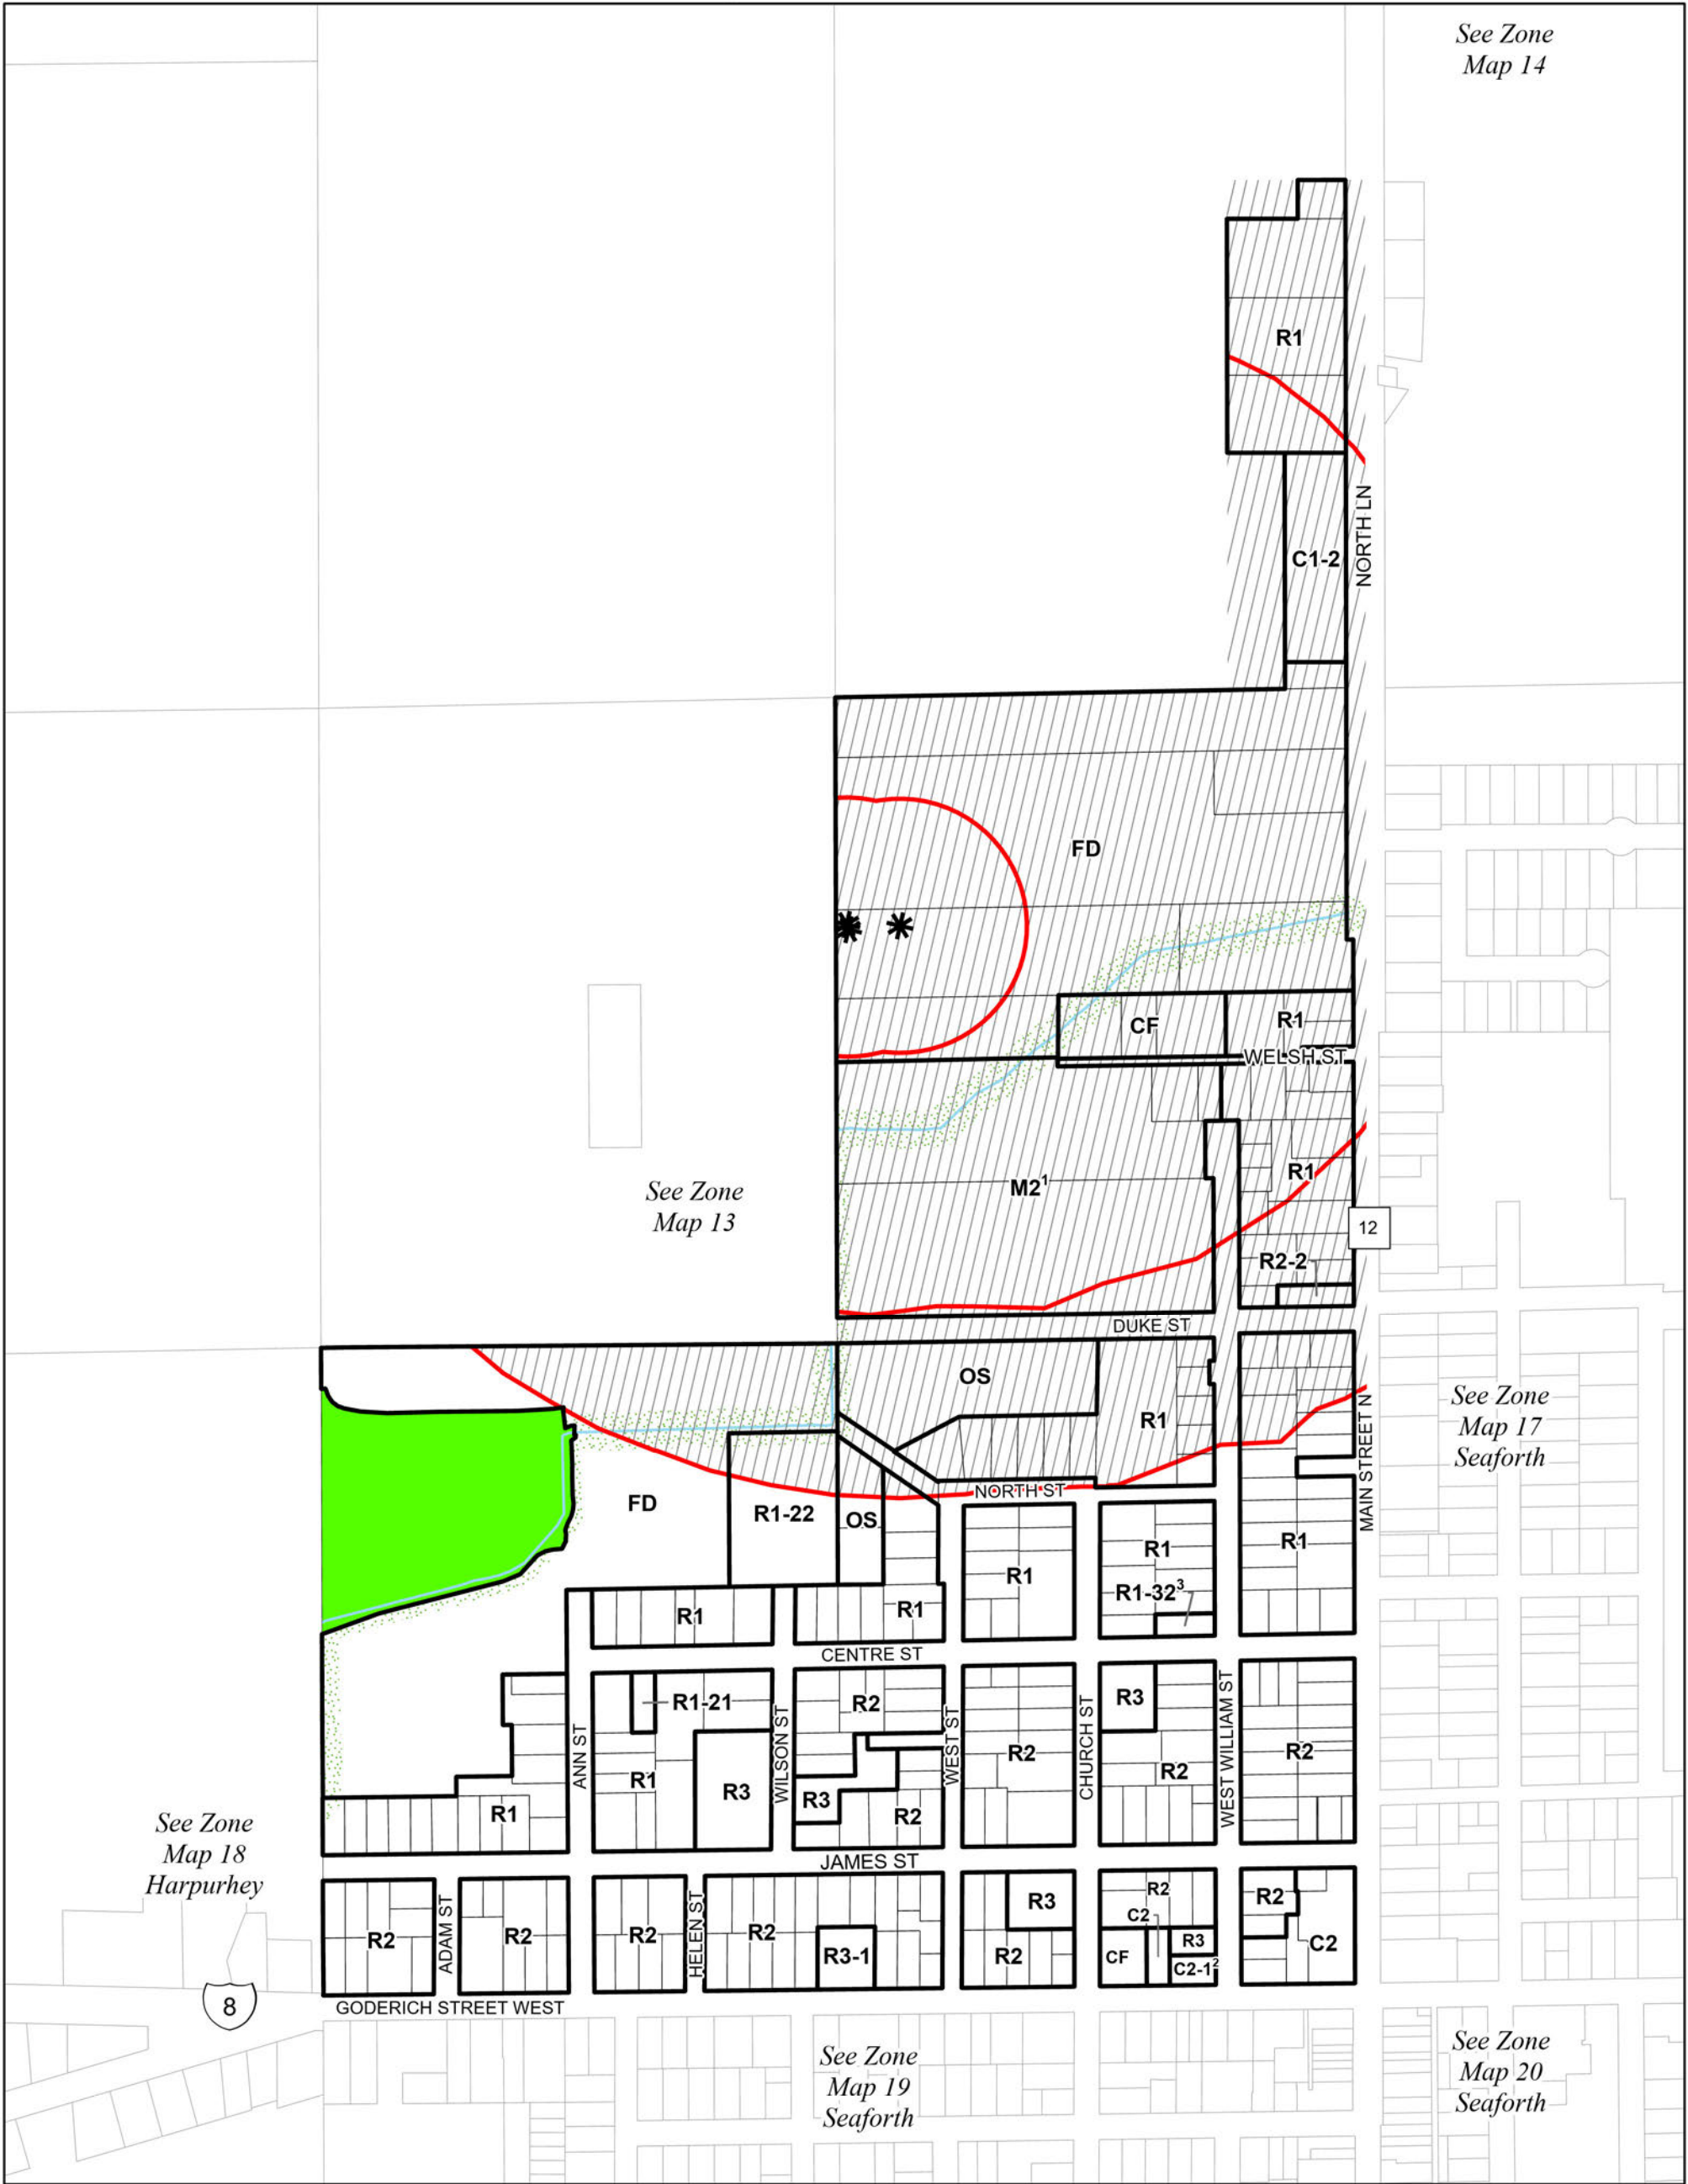 See Zone
Map 14
R1
NORTH LN
C1-2
FD
CF
R1
WELSH ST
See Zone
Map 13
M2¹
R1
12
R2-2
DUKE ST
OS
R1
See Zone
Map 17
Seaforth
MAIN STREET N
NORTH ST
FD
R1-22
OS
R1
R1
R1
R1-32³
R1
R1
CENTRE ST
R1-21
R2
R3
ANN ST
WILSON ST
WEST ST
CHURCH ST
WEST WILLIAM ST
R1
R3
R2
R2
R2
R1
R3
R2
See Zone
Map 18
Harpurhey
JAMES ST
R2
ADAM ST
R2
R2
HELEN ST
R2
R3-1
R3
R2
R2
C2
CF
R3
C2-1²
R2
C2
8
GODERICH STREET WEST
See Zone
Map 19
Seaforth
See Zone
Map 20
Seaforth